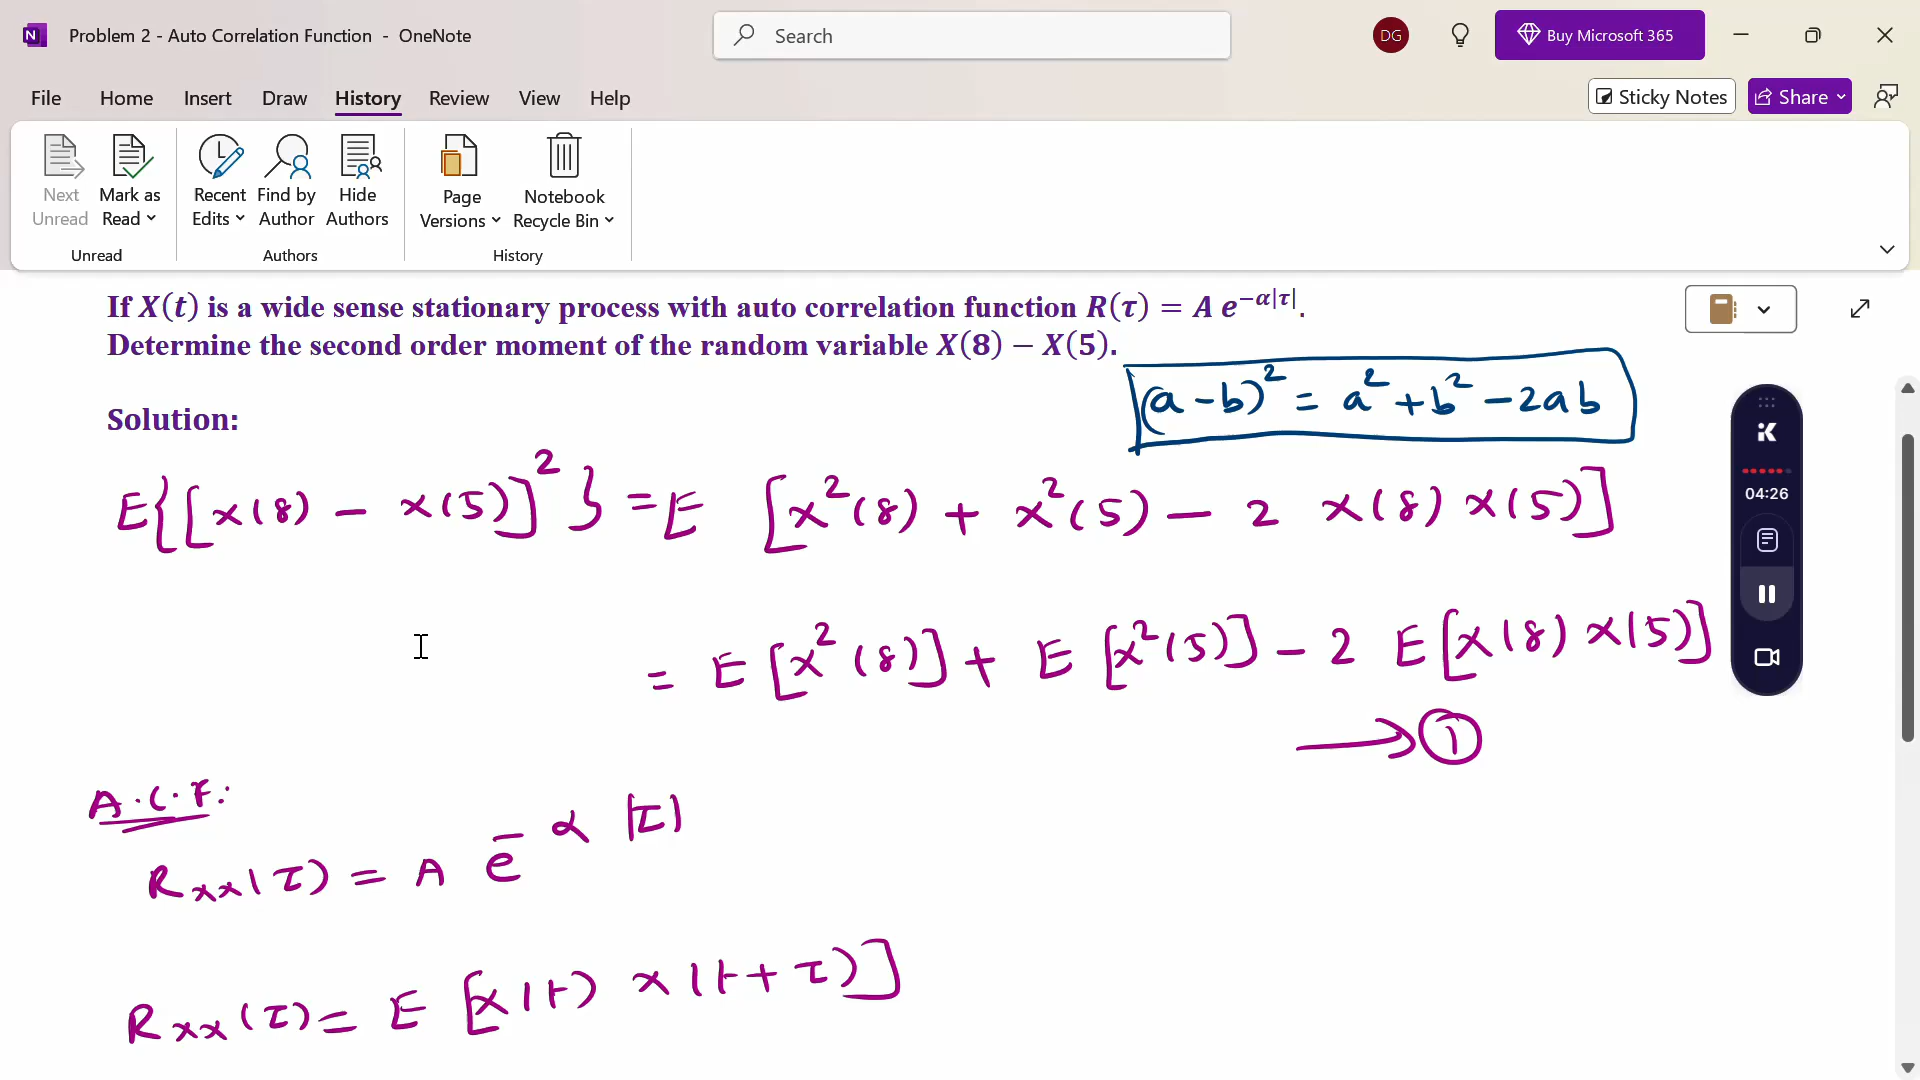 Problem 2 - Auto Correlation Function - OneNote
Search
DG
Buy Microsoft 365
File Home Insert Draw History Review View Help
Sticky Notes
Share
Next Unread
Mark as Read
Unread
Recent Edits
Find by Author
Hide Authors
Authors
Page Versions
Notebook Recycle Bin
History
If X(t) is a wide sense stationary process with auto correlation function R(τ) = A e^{-α|τ|}.
Determine the second order moment of the random variable X(8) − X(5).
(a-b)² = a² + b² - 2ab
Solution:
E{[x(8) - x(5)]²} = E [x²(8) + x²(5) - 2 x(8) x(5)]
04:26
= E[x²(8)] + E[x²(5)] - 2 E[x(8) x(5)]
→ ①
A.C.F:
Rxx(τ) = A e^{-α|τ|}
Rxx(τ) = E [x(t) x(t+τ)]